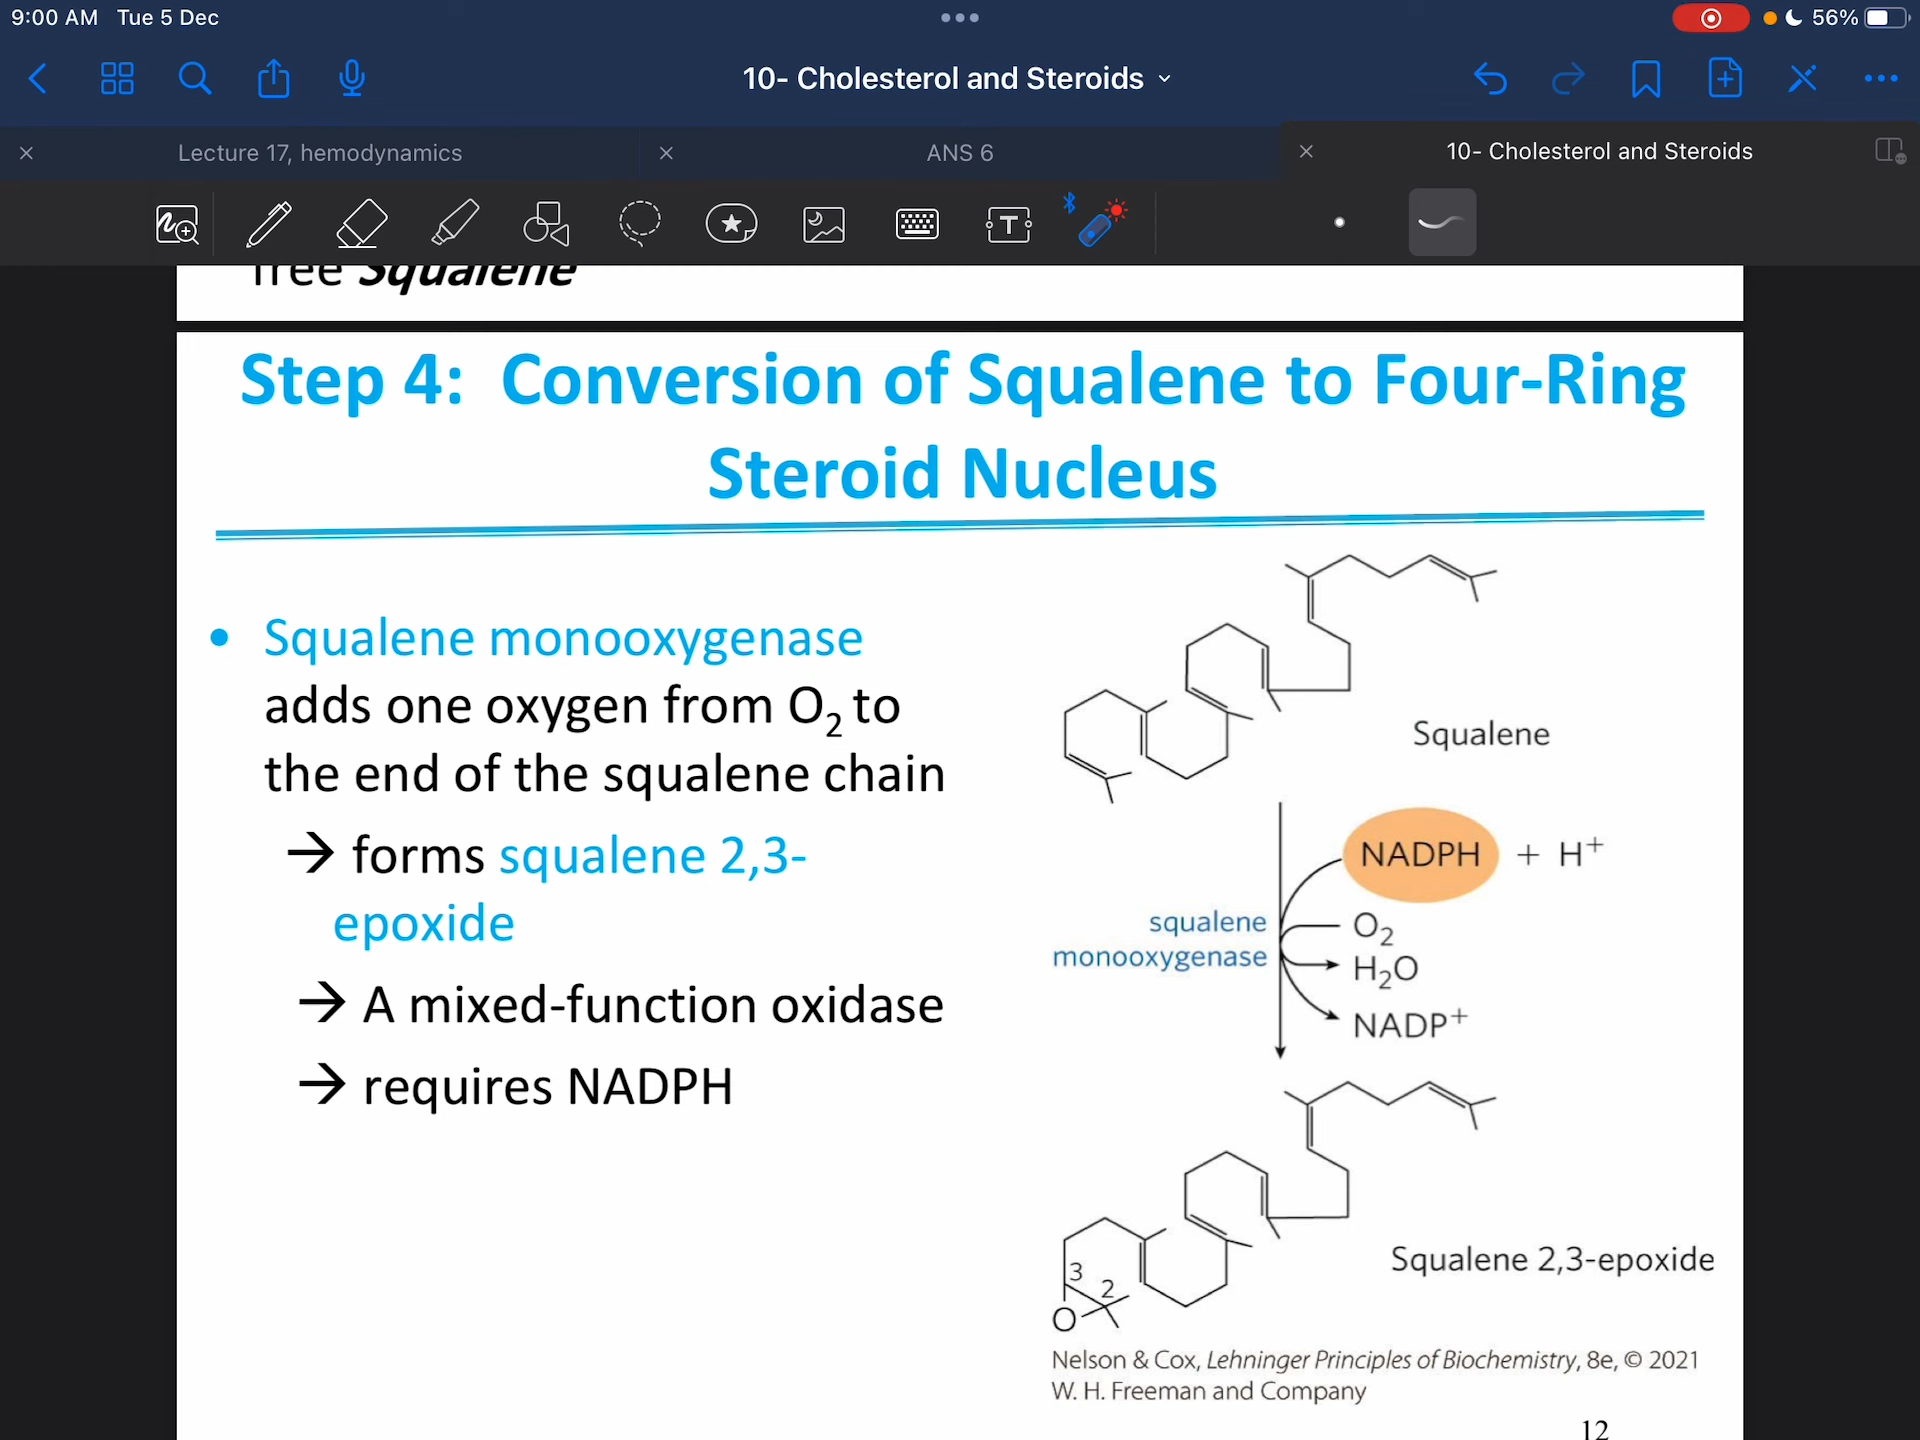 9:00 AM Tue 5 Dec
56%
10- Cholesterol and Steroids
Lecture 17, hemodynamics
ANS 6
10- Cholesterol and Steroids
free Squalene
Step 4: Conversion of Squalene to Four-Ring
Steroid Nucleus
• Squalene monooxygenase
adds one oxygen from O₂ to
the end of the squalene chain
→ forms squalene 2,3-
epoxide
→ A mixed-function oxidase
→ requires NADPH
Squalene
NADPH + H⁺
squalene
monooxygenase
O₂
H₂O
NADP⁺
3
2
O
Squalene 2,3-epoxide
Nelson & Cox, Lehninger Principles of Biochemistry, 8e, © 2021
W. H. Freeman and Company
12